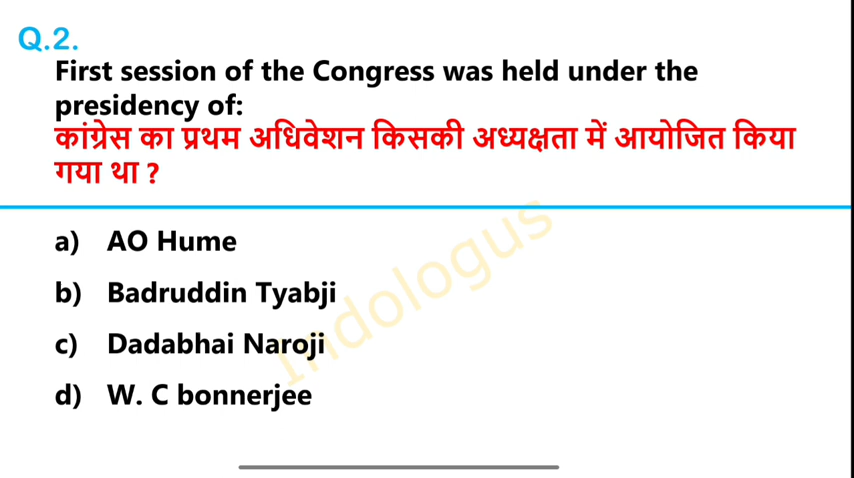 Q.2.
First session of the Congress was held under the
presidency of:
कांग्रेस का प्रथम अधिवेशन किसकी अध्यक्षता में आयोजित किया
गया था ?
a) AO Hume
b) Badruddin Tyabji
c) Dadabhai Naroji
d) W. C bonnerjee
Indologus